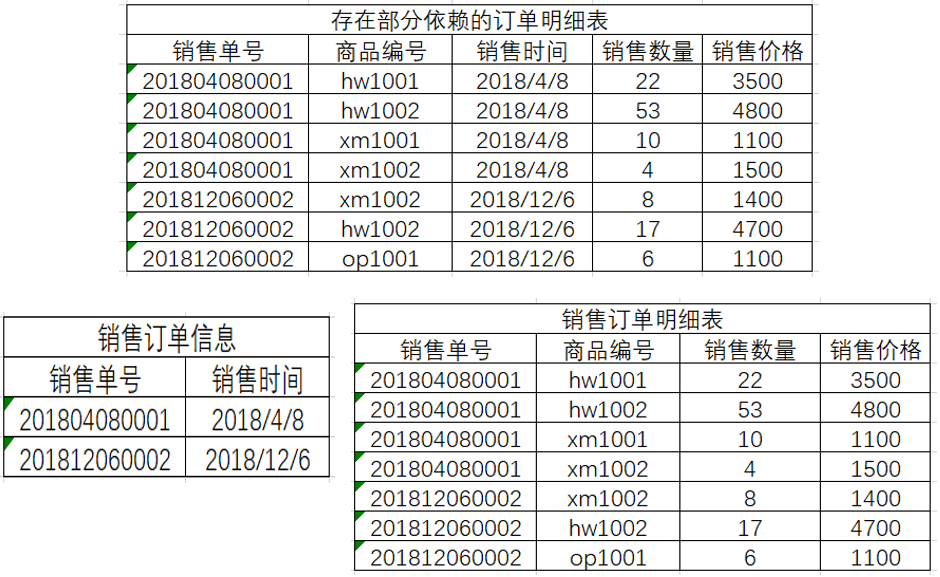 存在部分依赖的订单明细表
销售单号 商品编号 销售时间 销售数量 销售价格
201804080001 hw1001 2018/4/8 22 3500
201804080001 hw1002 2018/4/8 53 4800
201804080001 xm1001 2018/4/8 10 1100
201804080001 xm1002 2018/4/8 4 1500
201812060002 xm1002 2018/12/6 8 1400
201812060002 hw1002 2018/12/6 17 4700
201812060002 op1001 2018/12/6 6 1100
销售订单信息
销售单号 销售时间
201804080001 2018/4/8
201812060002 2018/12/6
销售订单明细表
销售单号 商品编号 销售数量 销售价格
201804080001 hw1001 22 3500
201804080001 hw1002 53 4800
201804080001 xm1001 10 1100
201804080001 xm1002 4 1500
201812060002 xm1002 8 1400
201812060002 hw1002 17 4700
201812060002 op1001 6 1100